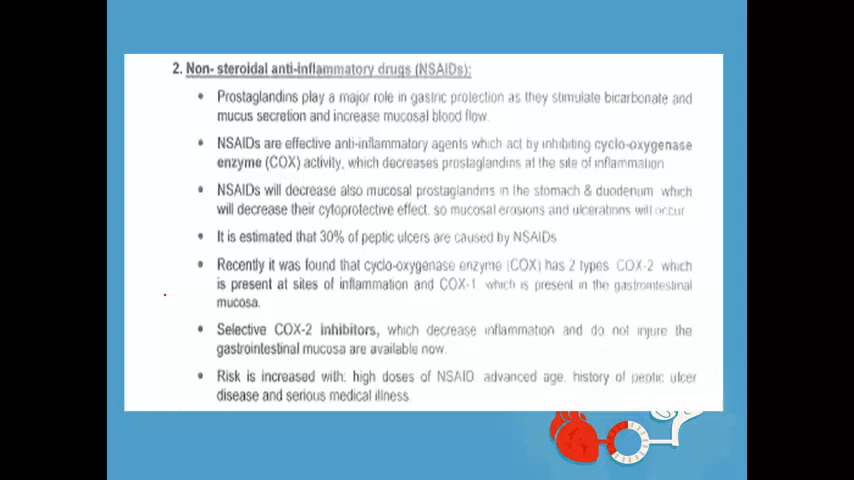 2. Non- steroidal anti-inflammatory drugs (NSAIDs):
• Prostaglandins play a major role in gastric protection as they stimulate bicarbonate and
mucus secretion and increase mucosal blood flow.
• NSAIDs are effective anti-inflammatory agents which act by inhibiting cyclo-oxygenase
enzyme (COX) activity, which decreases prostaglandins at the site of inflammation
• NSAIDs will decrease also mucosal prostaglandins in the stomach & duodenum which
will decrease their cytoprotective effect, so mucosal erosions and ulcerations will occur
• It is estimated that 30% of peptic ulcers are caused by NSAIDs
• Recently it was found that cyclo-oxygenase enzyme (COX) has 2 types COX-2 which
is present at sites of inflammation and COX-1, which is present in the gastrointestinal
mucosa.
• Selective COX-2 inhibitors, which decrease inflammation and do not injure the
gastrointestinal mucosa are available now.
• Risk is increased with: high doses of NSAID, advanced age, history of peptic ulcer
disease and serious medical illness